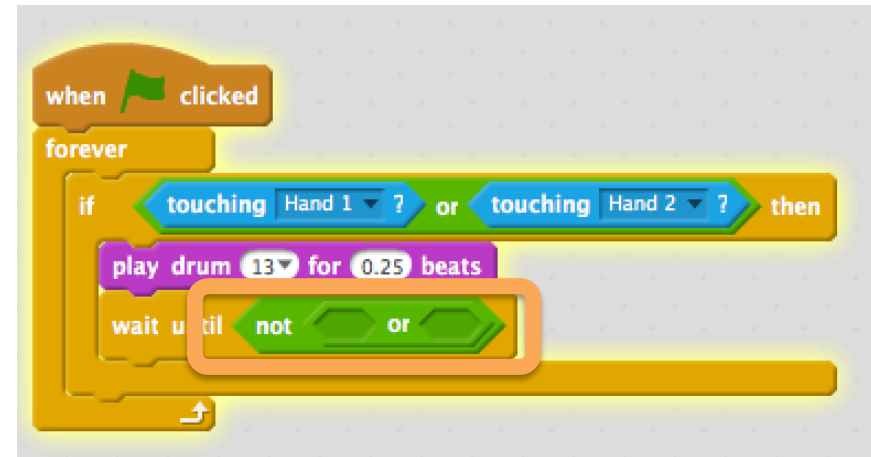 when clicked
forever
if touching Hand 1 ? or touching Hand 2 ? then
play drum 13 for 0.25 beats
wait until not or